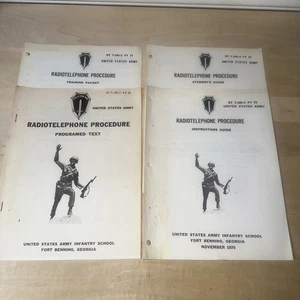 UNITED STATES ARMY
RADIOTELEPHONE PROCEDURE
TRAINING PACKET
UNITED STATES ARMY
RADIOTELEPHONE PROCEDURE
STUDENT'S GUIDE
UNITED STATES ARMY
RADIOTELEPHONE PROCEDURE
PROGRAMED TEXT
UNITED STATES ARMY INFANTRY SCHOOL
FORT BENNING, GEORGIA
UNITED STATES ARMY
RADIOTELEPHONE PROCEDURE
INSTRUCTORS GUIDE
UNITED STATES ARMY INFANTRY SCHOOL
FORT BENNING, GEORGIA
NOVEMBER 1975